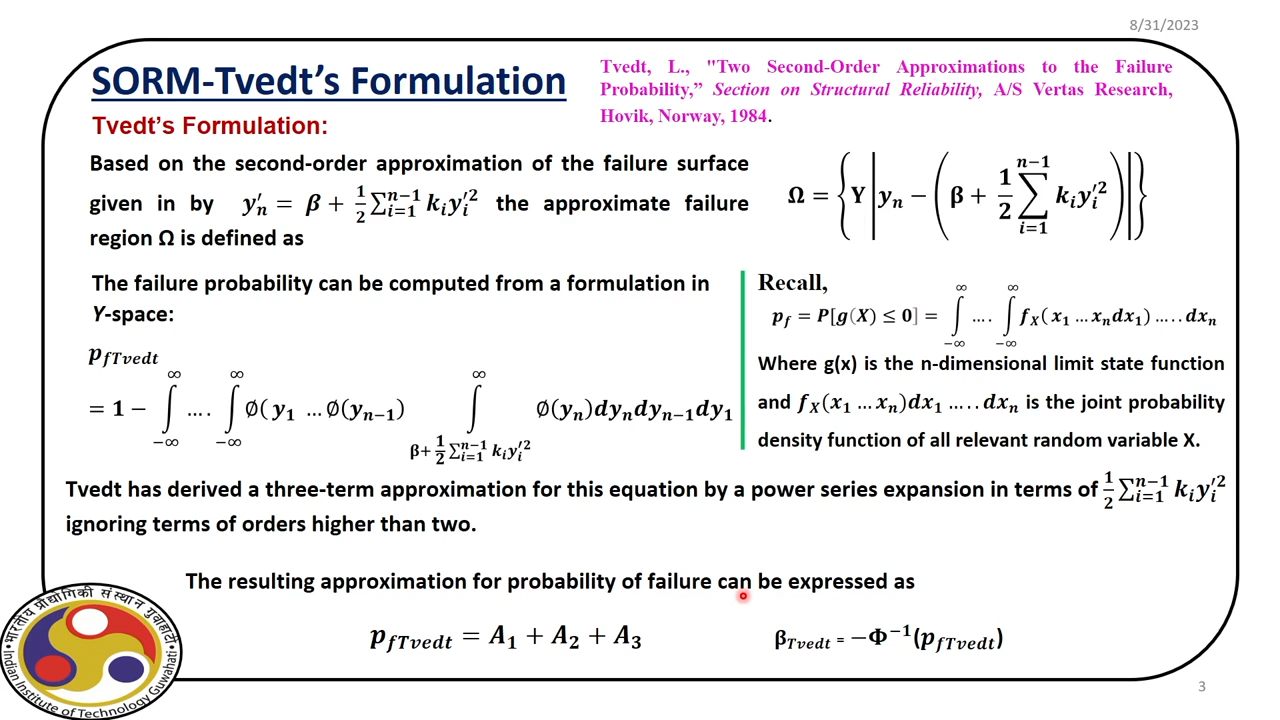 8/31/2023
SORM-Tvedt's Formulation
Tvedt, L., "Two Second-Order Approximations to the Failure
Probability," Section on Structural Reliability, A/S Vertas Research,
Hovik, Norway, 1984.
Tvedt's Formulation:
Based on the second-order approximation of the failure surface
given in by y′ₙ = β + ½ ∑ᵢ₌₁ⁿ⁻¹ kᵢy′ᵢ² the approximate failure
region Ω is defined as
Ω = {Y | yₙ − (β + 1/2 ∑ᵢ₌₁ⁿ⁻¹ kᵢy′ᵢ²)|}
The failure probability can be computed from a formulation in
Y-space:
p_fTvedt
= 1 − ∫_{−∞}^{∞} .... ∫_{−∞}^{∞} ∅(y₁ …∅(yₙ₋₁) ∫_{β+½∑ᵢ₌₁ⁿ⁻¹ kᵢy′ᵢ²}^{∞} ∅(yₙ)dyₙdyₙ₋₁dy₁
Recall,
p_f = P[g(X) ≤ 0] = ∫_{−∞}^{∞} .... ∫_{−∞}^{∞} f_X(x₁ … xₙdx₁) ….. dxₙ
Where g(x) is the n-dimensional limit state function
and f_X(x₁ … xₙ)dx₁ ….. dxₙ is the joint probability
density function of all relevant random variable X.
Tvedt has derived a three-term approximation for this equation by a power series expansion in terms of ½ ∑ᵢ₌₁ⁿ⁻¹ kᵢy′ᵢ²
ignoring terms of orders higher than two.
The resulting approximation for probability of failure can be expressed as
p_fTvedt = A₁ + A₂ + A₃
β_Tvedt = −Φ⁻¹(p_fTvedt)
भारतीय प्रौद्योगिकी संस्थान गुवाहाटी
Indian Institute of Technology Guwahati
3